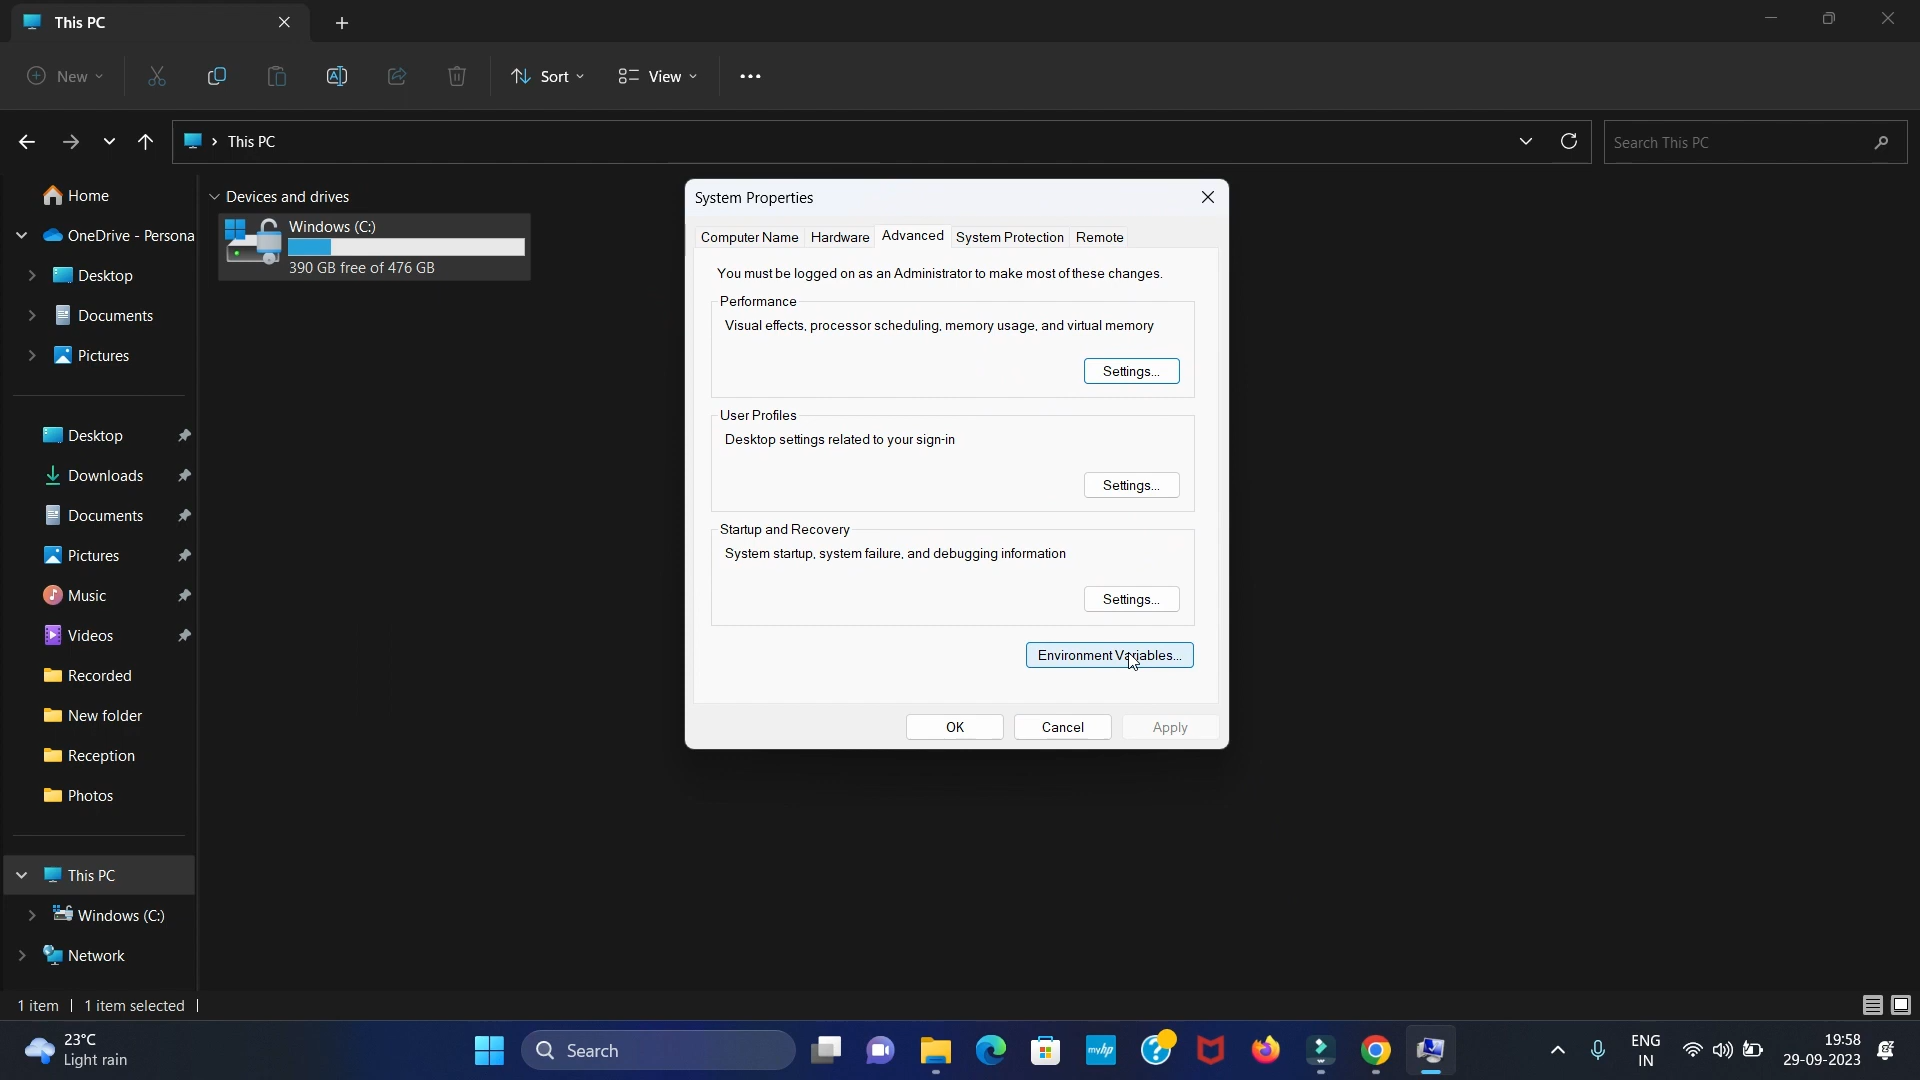 This PC
New
Sort
View
This PC
Search This PC
Home
OneDrive - Persona
Desktop
Documents
Pictures
Desktop
Downloads
Documents
Pictures
Music
Videos
Recorded
New folder
Reception
Photos
This PC
Windows (C:)
Network
Devices and drives
Windows (C:)
390 GB free of 476 GB
System Properties
Computer Name Hardware Advanced System Protection Remote
You must be logged on as an Administrator to make most of these changes.
Performance
Visual effects, processor scheduling, memory usage, and virtual memory
Settings...
User Profiles
Desktop settings related to your sign-in
Settings...
Startup and Recovery
System startup, system failure, and debugging information
Settings...
Environment Variables...
OK Cancel Apply
1 item 1 item selected
23°C
Light rain
Search
myhp
ENG
IN
19:58
29-09-2023